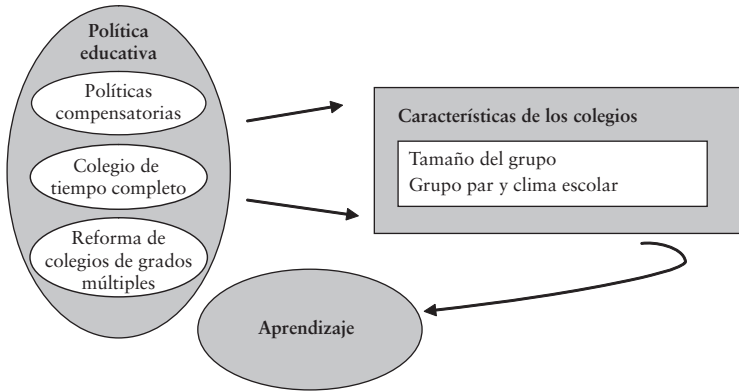 Política
educativa
Políticas
compensatorias
Colegio de
tiempo completo
Reforma de
colegios de grados
múltiples
Características de los colegios
Tamaño del grupo
Grupo par y clima escolar
Aprendizaje